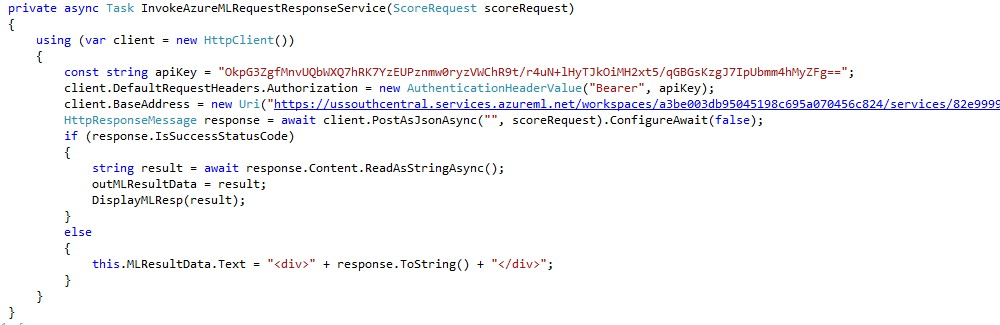 private async Task InvokeAzureMLRequestResponseService(ScoreRequest scoreRequest)
{
using (var client = new HttpClient())
{
const string apiKey = "OkpG3ZgfMnvUQbWXQ7hRK7YzEUPznmw0ryzVWChR9t/r4uN+lHyTJkOiMH2xt5/qGBGsKzgJ7IpUbmm4hMyZFg==";
client.DefaultRequestHeaders.Authorization = new AuthenticationHeaderValue("Bearer", apiKey);
client.BaseAddress = new Uri("https://ussouthcentral.services.azureml.net/workspaces/a3be003db95045198c695a070456c824/services/82e9999
HttpResponseMessage response = await client.PostAsJsonAsync("", scoreRequest).ConfigureAwait(false);
if (response.IsSuccessStatusCode)
{
string result = await response.Content.ReadAsStringAsync();
outMLResultData = result;
DisplayMLResp(result);
}
else
{
this.MLResultData.Text = "<div>" + response.ToString() + "</div>";
}
}
}